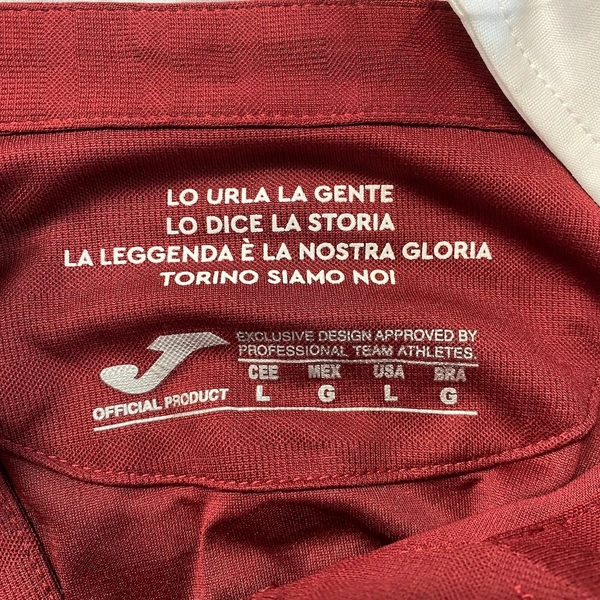 LO URLA LA GENTE
LO DICE LA STORIA
LA LEGGENDA È LA NOSTRA GLORIA
TORINO SIAMO NOI
EXCLUSIVE DESIGN APPROVED BY
PROFESSIONAL TEAM ATHLETES.
CEE MEX USA BRA
OFFICIAL PRODUCT L G L G